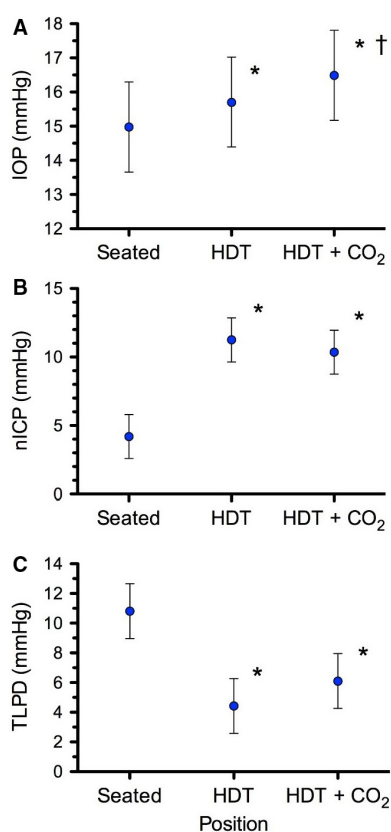 A
IOP (mmHg)
18
17
16
15
14
13
12
* 
* †
Seated HDT HDT + CO₂
B
nICP (mmHg)
15
10
5
0
*
*
Seated HDT HDT + CO₂
C
TLPD (mmHg)
14
12
10
8
6
4
2
0
*
*
Seated HDT HDT + CO₂
Position